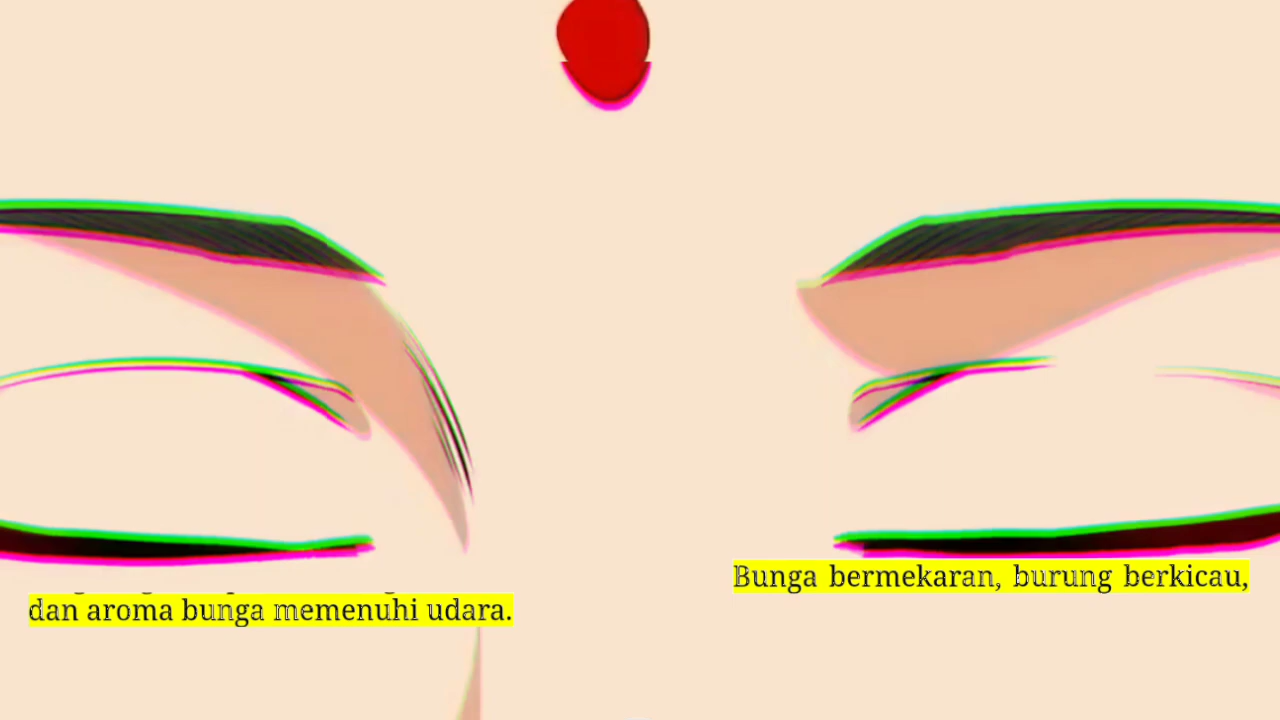 dan aroma bunga memenuhi udara.
Bunga bermekaran, burung berkicau,